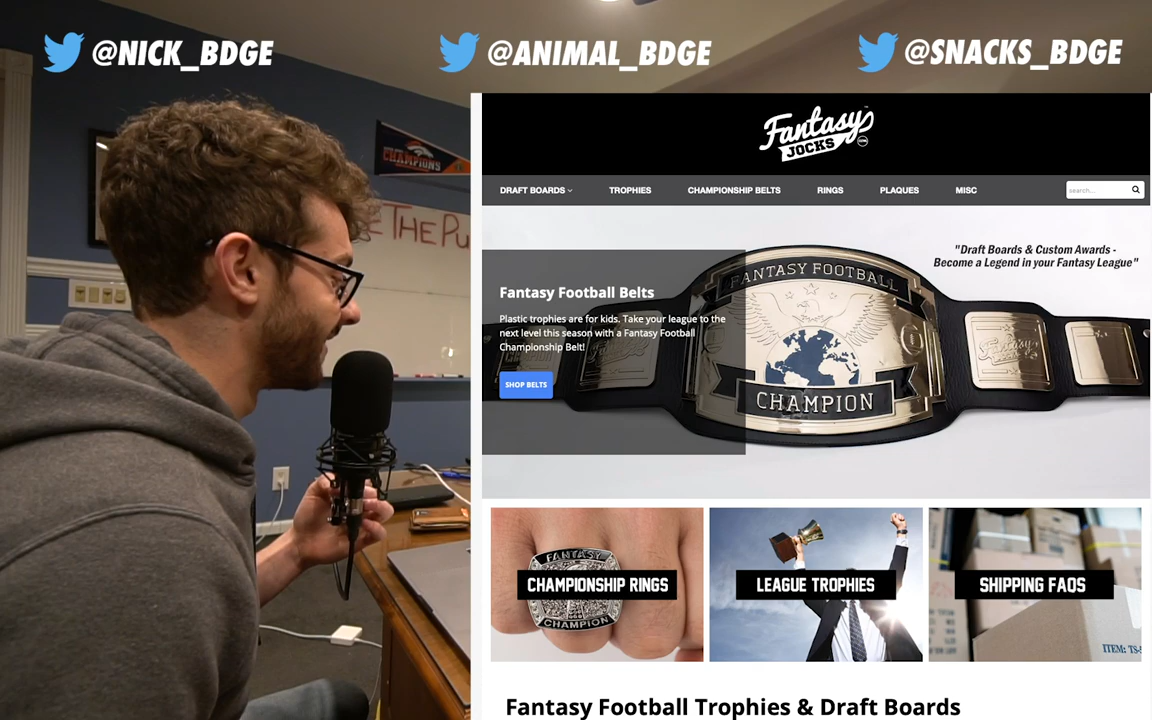 @NICK_BDGE
@ANIMAL_BDGE
@SNACKS_BDGE
CHAMPIONS
THE PU
Fantasy
JOCKS
DRAFT BOARDS
TROPHIES
CHAMPIONSHIP BELTS
RINGS
PLAQUES
MISC
search...
"Draft Boards & Custom Awards -
Become a Legend in your Fantasy League"
Fantasy Football Belts
Plastic trophies are for kids. Take your league to the
next level this season with a Fantasy Football
Championship Belt!
SHOP BELTS
FANTASY FOOTBALL
CHAMPION
FANTASY
CHAMPIONSHIP RINGS
CHAMPION
LEAGUE TROPHIES
SHIPPING FAQS
ITEM: TS-
Fantasy Football Trophies & Draft Boards